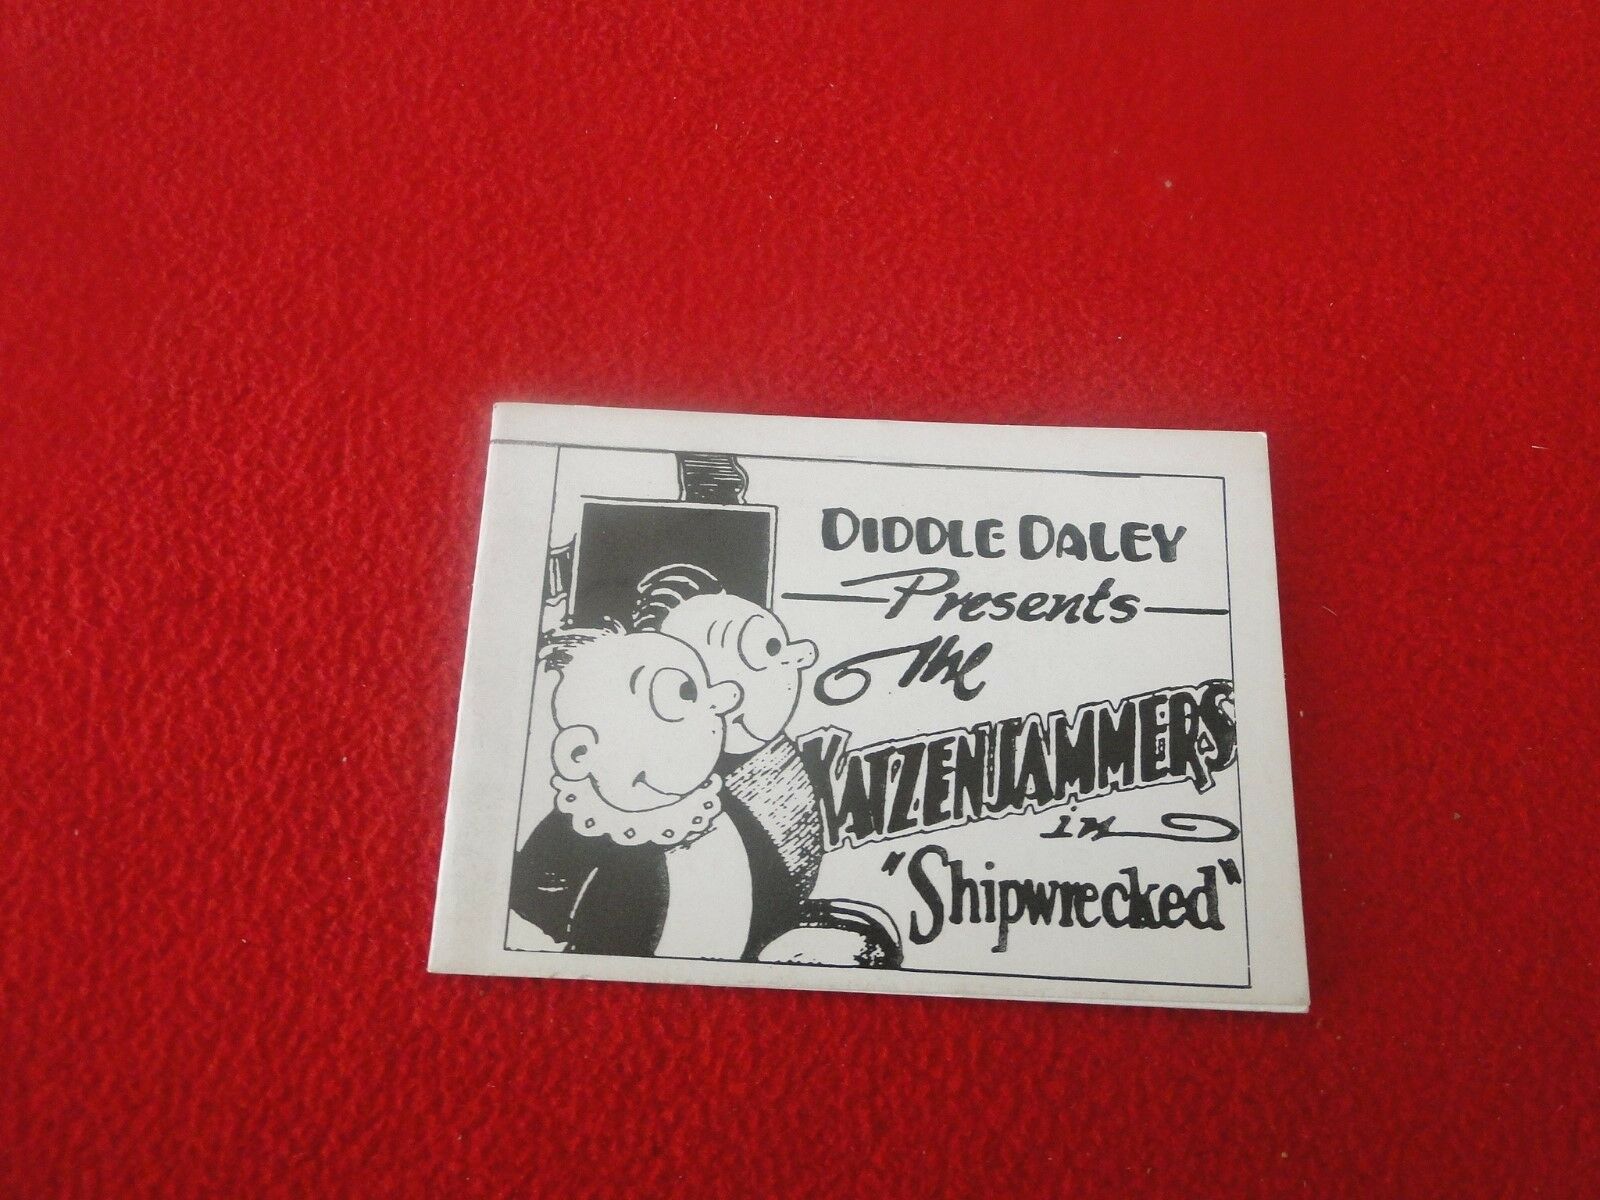 DIDDLE DALEY
Presents
The
KATZENJAMMERS
in
"Shipwrecked"